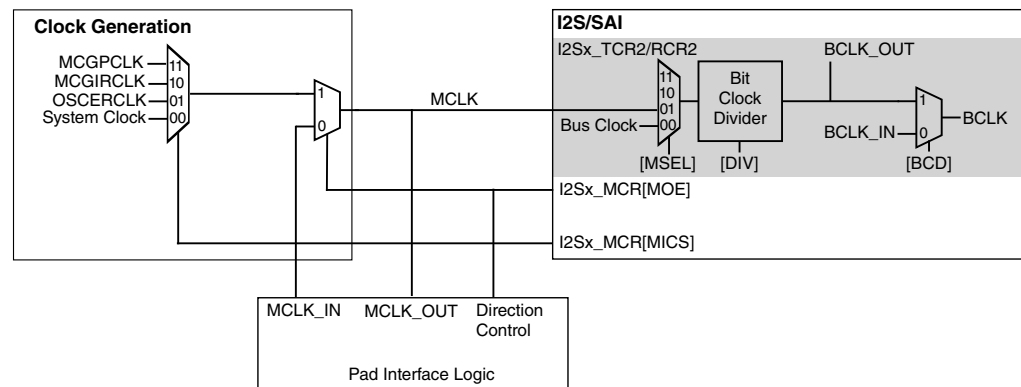 Clock Generation
MCGPCLK
MCGIRCLK
OSCERCLK
System Clock
11
10
01
00
1
0
MCLK
I2S/SAI
I2Sx_TCR2/RCR2
11
10
01
00
Bus Clock
[MSEL]
Bit
Clock
Divider
[DIV]
BCLK_OUT
BCLK_IN
1
0
BCLK
[BCD]
I2Sx_MCR[MOE]
I2Sx_MCR[MICS]
MCLK_IN
MCLK_OUT
Direction
Control
Pad Interface Logic